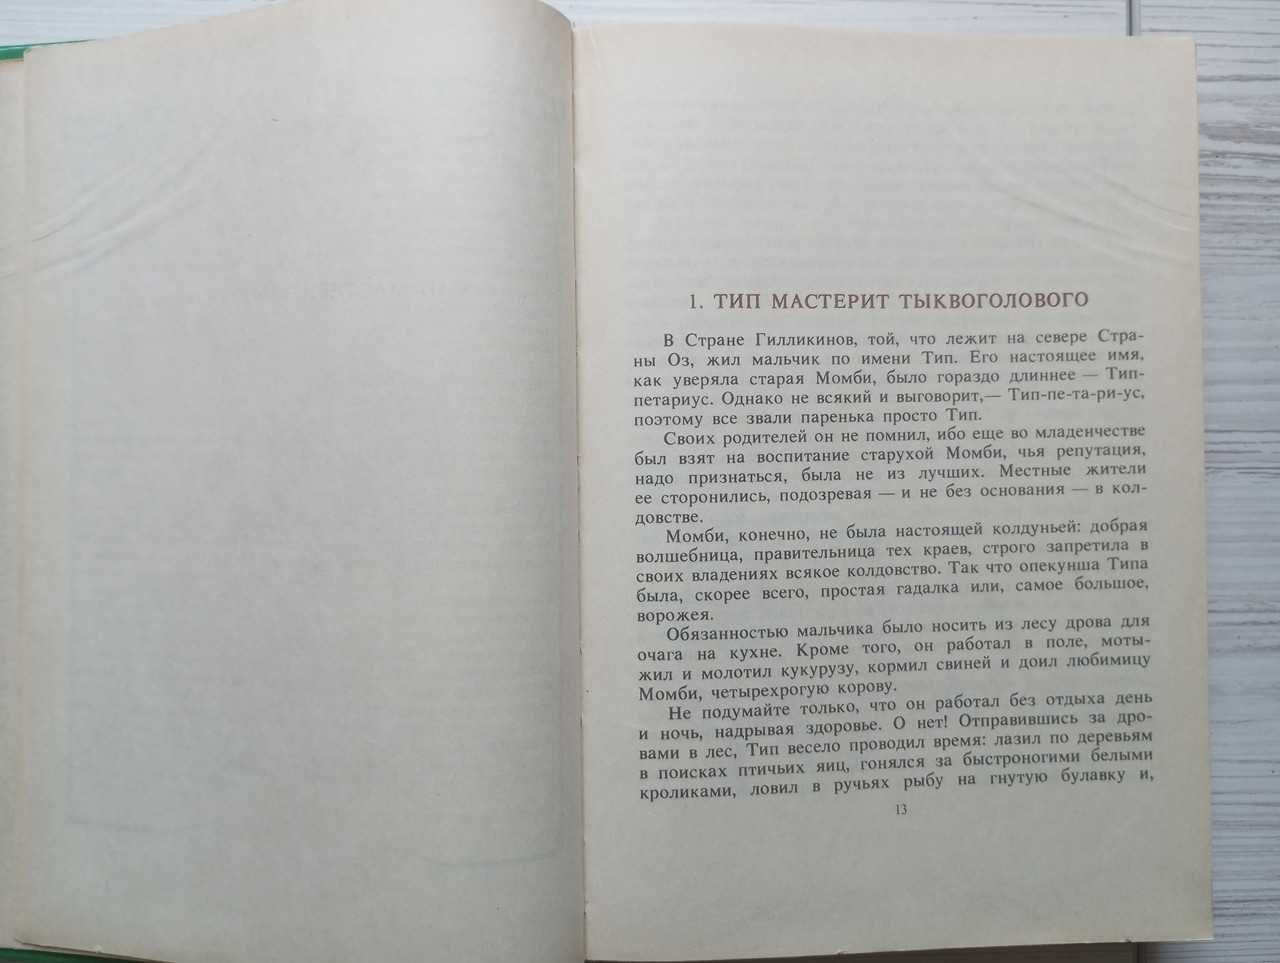 1. ТИП МАСТЕРИТ ТЫКВОГОЛОВОГО
В Стране Гилликинов, той, что лежит на севере Стра-
ны Оз, жил мальчик по имени Тип. Его настоящее имя,
как уверяла старая Момби, было гораздо длиннее — Тип-
петариус. Однако не всякий и выговорит,— Тип-пе-та-ри-ус,
поэтому все звали паренька просто Тип.
Своих родителей он не помнил, ибо еще во младенчестве
был взят на воспитание старухой Момби, чья репутация,
надо признаться, была не из лучших. Местные жители
ее сторонились, подозревая — и не без основания — в кол-
довстве.
Момби, конечно, не была настоящей колдуньей: добрая
волшебница, правительница тех краев, строго запретила в
своих владениях всякое колдовство. Так что опекунша Типа
была, скорее всего, простая гадалка или, самое большое,
ворожея.
Обязанностью мальчика было носить из лесу дрова для
очага на кухне. Кроме того, он работал в поле, моты-
жил и молотил кукурузу, кормил свиней и доил любимицу
Момби, четырехрогую корову.
Не подумайте только, что он работал без отдыха день
и ночь, надрывая здоровье. О нет! Отправившись за дро-
вами в лес, Тип весело проводил время: лазил по деревьям
в поисках птичьих яиц, гонялся за быстроногими белыми
кроликами, ловил в ручьях рыбу на гнутую булавку и,
13